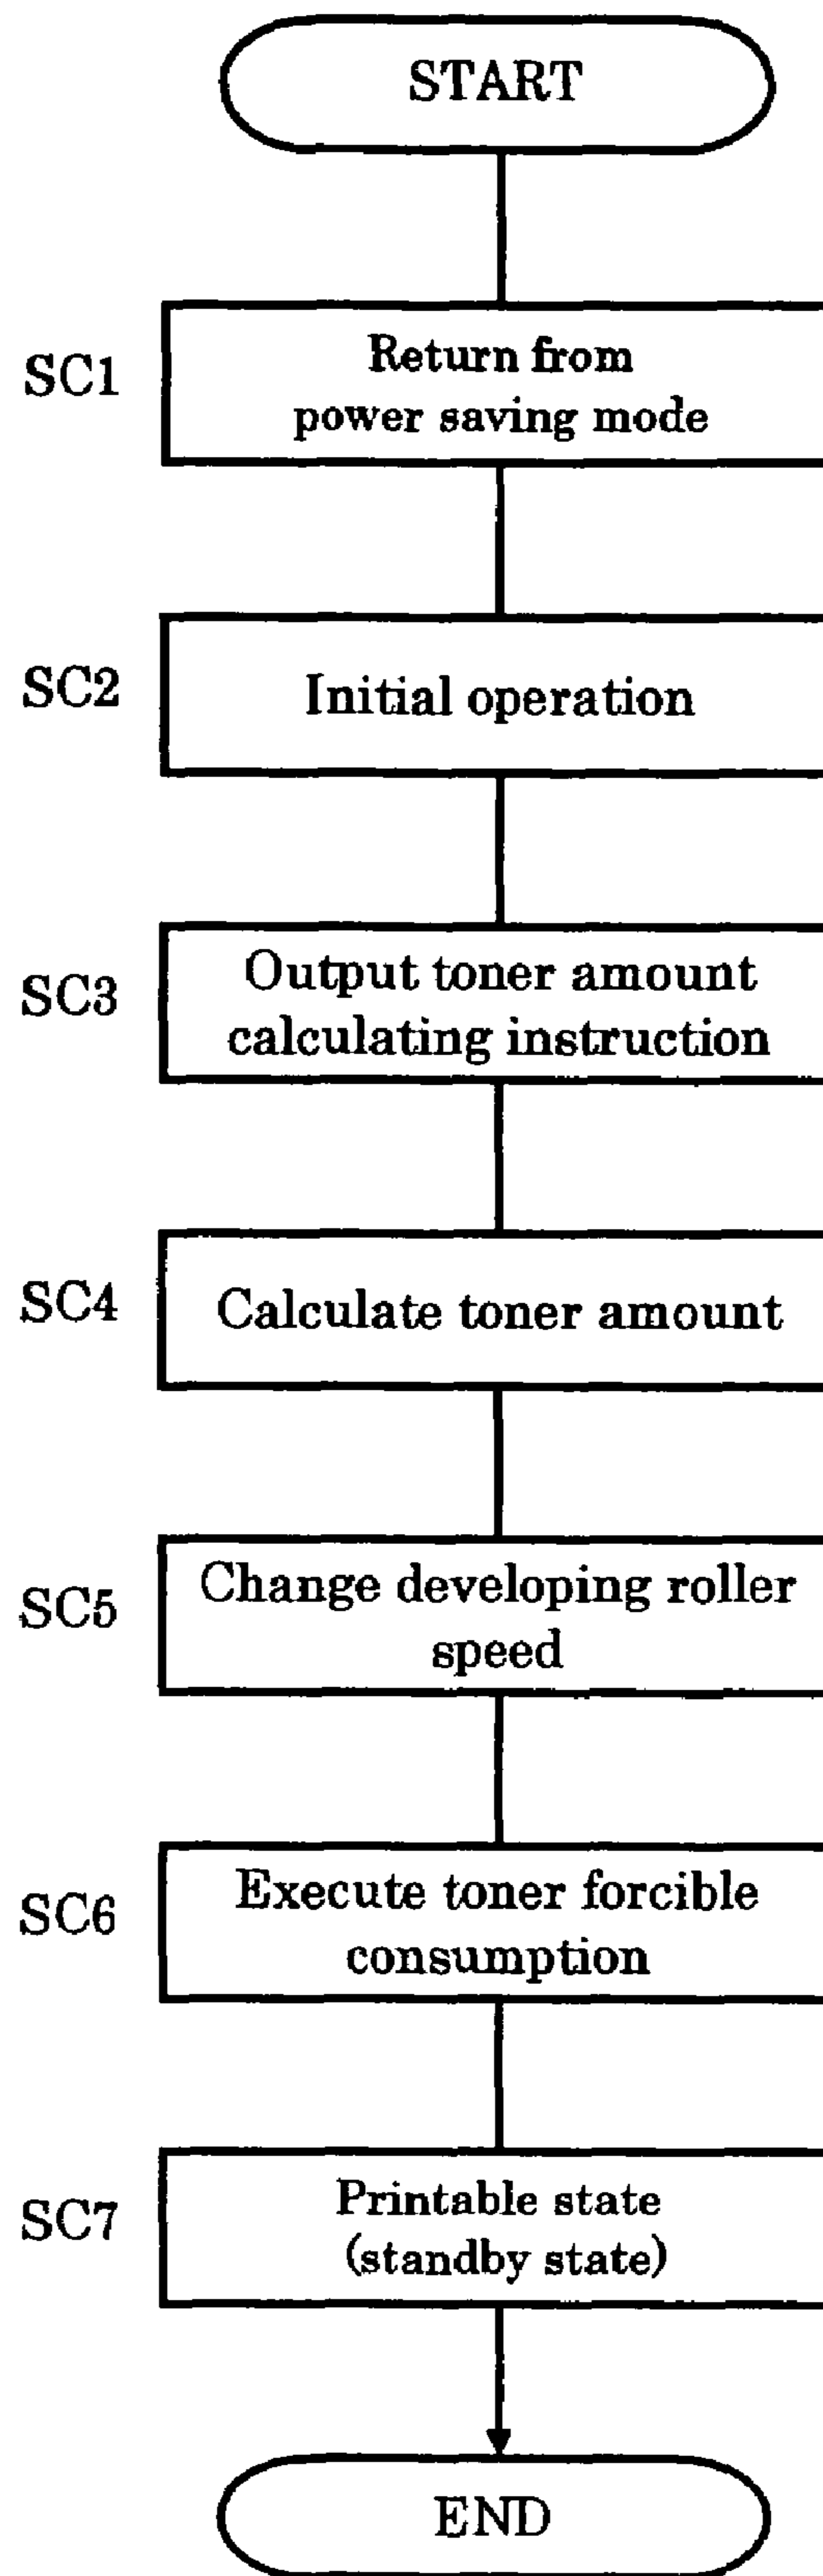 START
SC1
Return from
power saving mode
SC2
Initial operation
SC3
Output toner amount
calculating instruction
SC4
Calculate toner amount
SC5
Change developing roller
speed
SC6
Execute toner forcible
consumption
SC7
Printable state
(standby state)
END